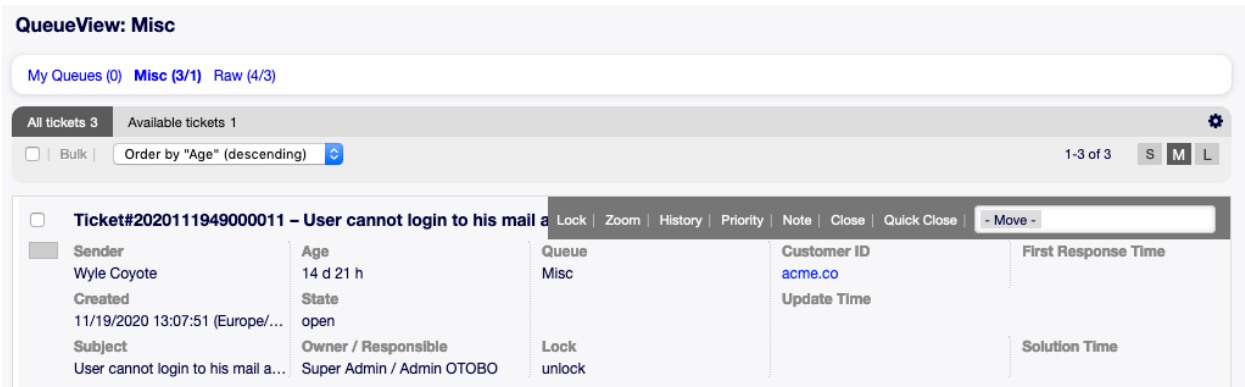 QueueView: Misc
My Queues (0) Misc (3/1) Raw (4/3)
All tickets 3 Available tickets 1
| Bulk | Order by "Age" (descending) 1-3 of 3 S M L
Ticket#2020111949000011 – User cannot login to his mail a Lock | Zoom | History | Priority | Note | Close | Quick Close | - Move -
Sender Age Queue Customer ID First Response Time
Wyle Coyote 14 d 21 h Misc acme.co
Created State Update Time
11/19/2020 13:07:51 (Europe/... open
Subject Owner / Responsible Lock Solution Time
User cannot login to his mail a... Super Admin / Admin OTOBO unlock